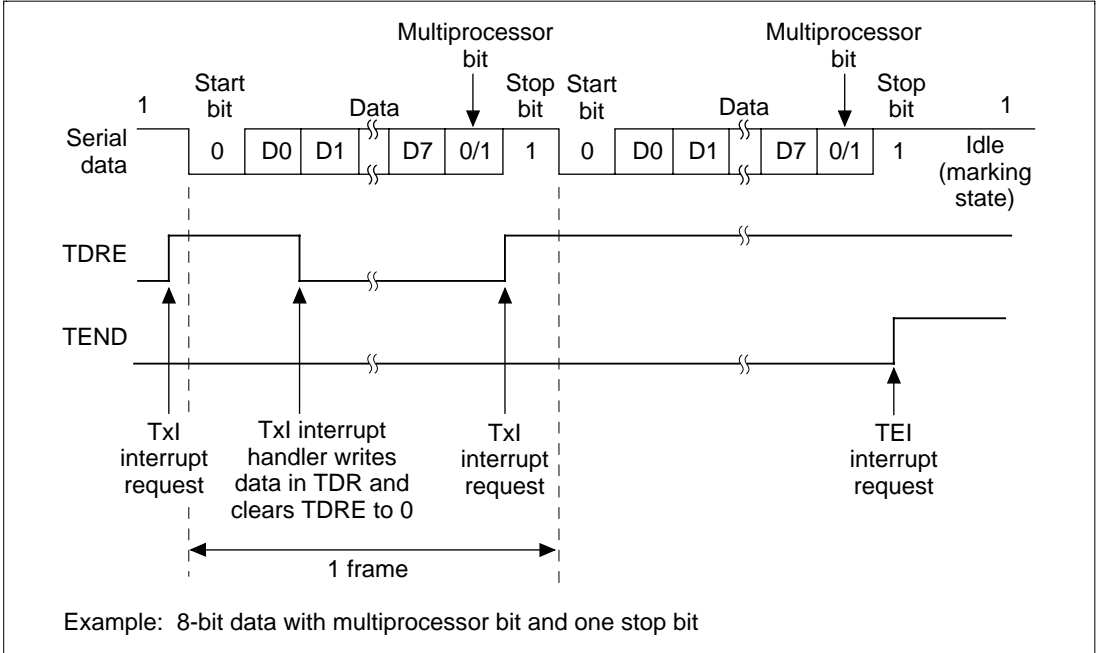 Multiprocessor bit
Multiprocessor bit
1
Start bit
Data
Stop bit
Start bit
Data
Stop bit
1
Serial data
0 D0 D1 D7 0/1 1 0 D0 D1 D7 0/1 1
Idle (marking state)
TDRE
TEND
TxI interrupt request
TxI interrupt handler writes data in TDR and clears TDRE to 0
TxI interrupt request
TEI interrupt request
1 frame
Example: 8-bit data with multiprocessor bit and one stop bit